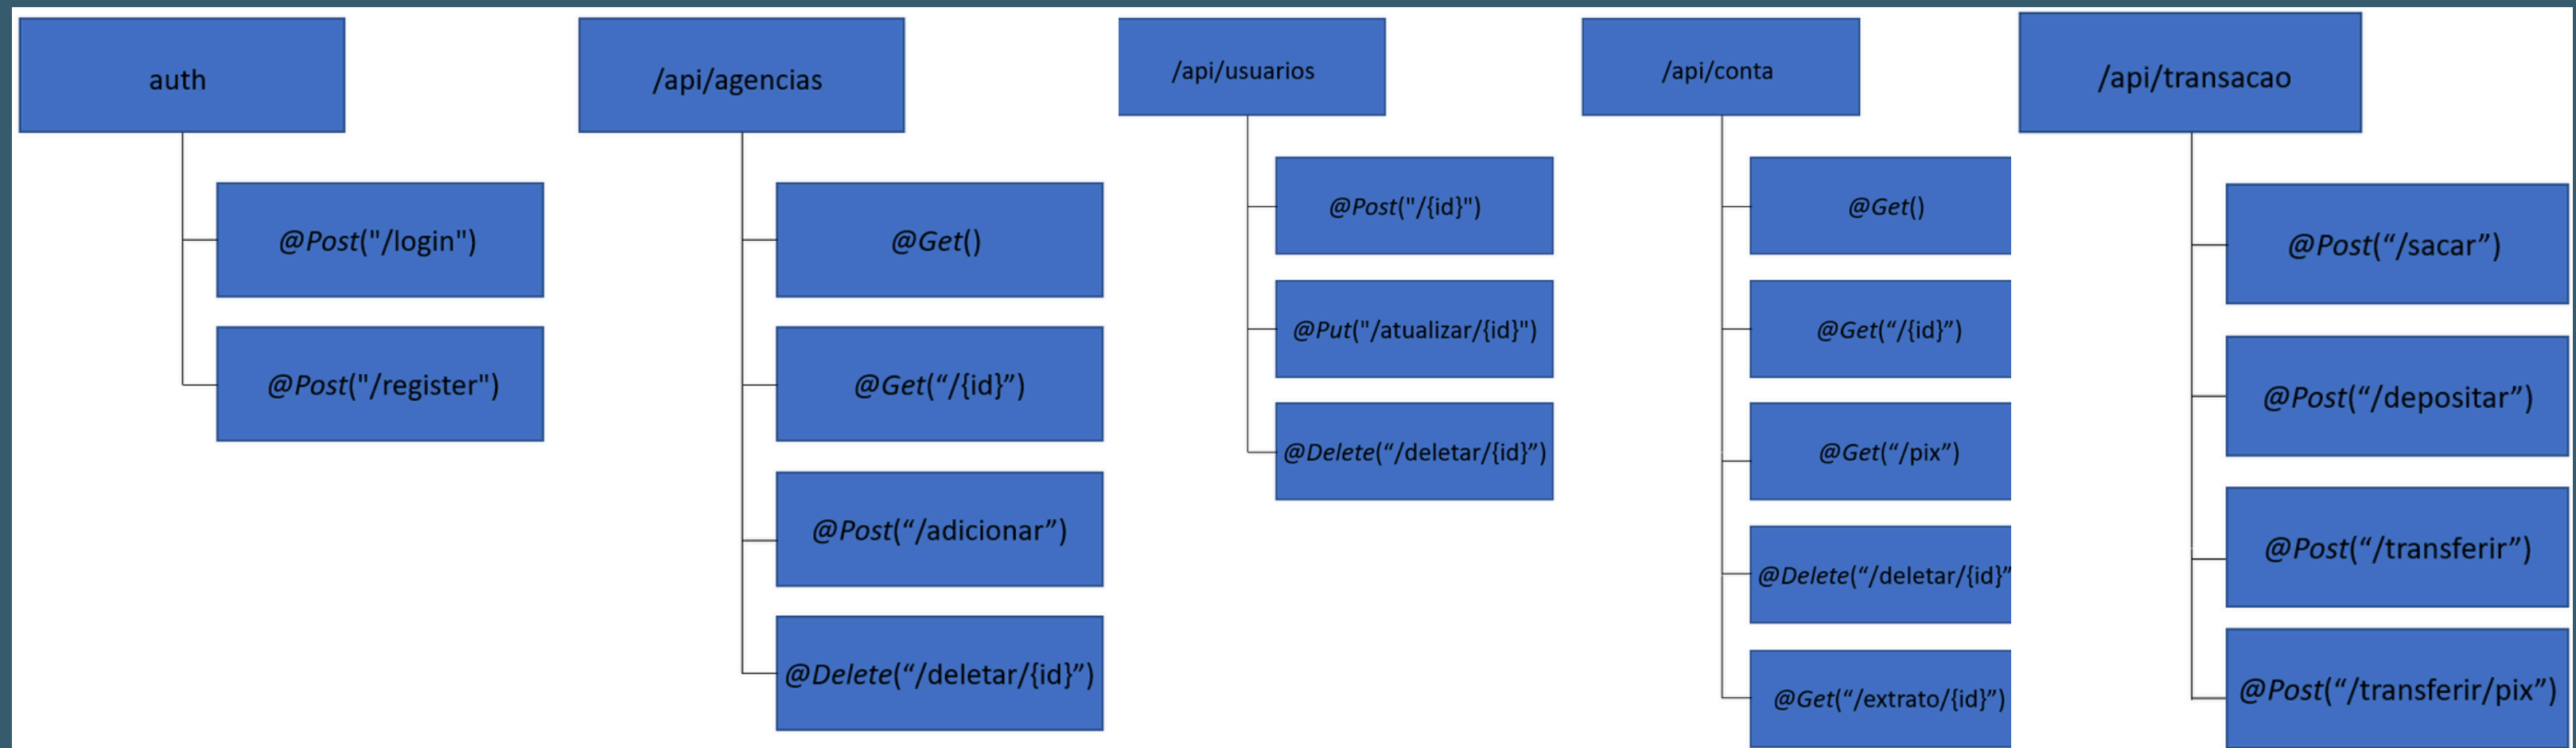 auth
@Post("/login")
@Post("/register")
/api/agencias
@Get()
@Get(“/{id}”)
@Post(“/adicionar”)
@Delete(“/deletar/{id}”)
/api/usuarios
@Post("/{id}")
@Put("/atualizar/{id}")
@Delete(“/deletar/{id}”)
/api/conta
@Get()
@Get(“/{id}”)
@Get(“/pix”)
@Delete(“/deletar/{id}”
@Get(“/extrato/{id}”)
/api/transacao
@Post(“/sacar”)
@Post(“/depositar”)
@Post(“/transferir”)
@Post(“/transferir/pix”)